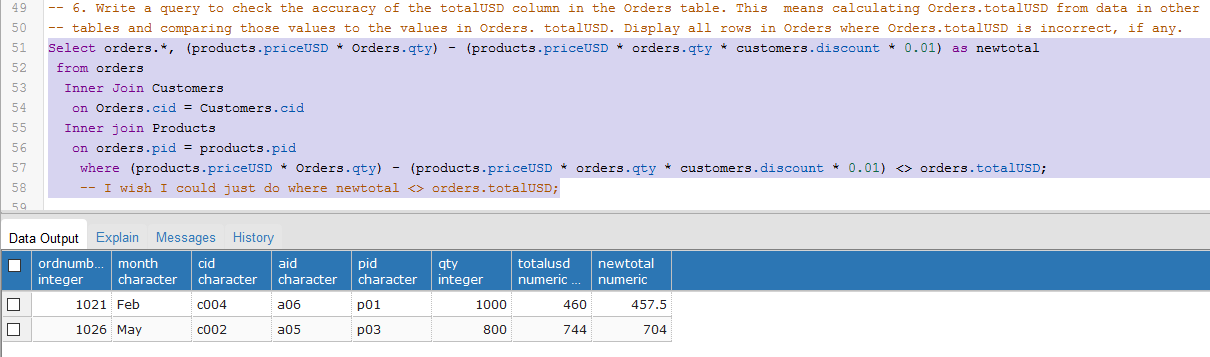 49 -- 6. Write a query to check the accuracy of the totalUSD column in the Orders table. This  means calculating Orders.totalUSD from data in other
50 -- tables and comparing those values to the values in Orders. totalUSD. Display all rows in Orders where Orders.totalUSD is incorrect, if any.
51 Select orders.*, (products.priceUSD * Orders.qty) - (products.priceUSD * orders.qty * customers.discount * 0.01) as newtotal
52 from orders
53 Inner Join Customers
54 on Orders.cid = Customers.cid
55 Inner join Products
56 on orders.pid = products.pid
57 where (products.priceUSD * Orders.qty) - (products.priceUSD * orders.qty * customers.discount * 0.01) <> orders.totalUSD;
58 -- I wish I could just do where newtotal <> orders.totalUSD;
59
Data Output Explain Messages History
ordnumb... month cid aid pid qty totalusd newtotal
integer character character character character integer numeric ... numeric
1021 Feb c004 a06 p01 1000 460 457.5
1026 May c002 a05 p03 800 744 704